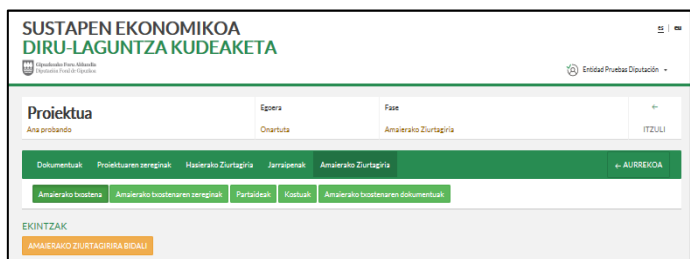 SUSTAPEN EKONOMIKOA
DIRU-LAGUNTZA KUDEAKETA
es | eu
Gipuzkoako Foru Aldundia
Diputación Foral de Gipuzkoa
Entidad Pruebas Diputación
Proiektua
Ana probando
Egoera
Onartuta
Fase
Amaierako Ziurtagiria
←
ITZULI
Dokumentuak Proiektuaren zereginak Hasierako Ziurtagiria Jarraipenak Amaierako Ziurtagiria ← AURREKOA
Amaierako txostena Amaierako txostenaren zereginak Partaideak Kostuak Amaierako txostenaren dokumentuak
EKINTZAK
AMAIERAKO ZIURTAGIRIRA BIDALI